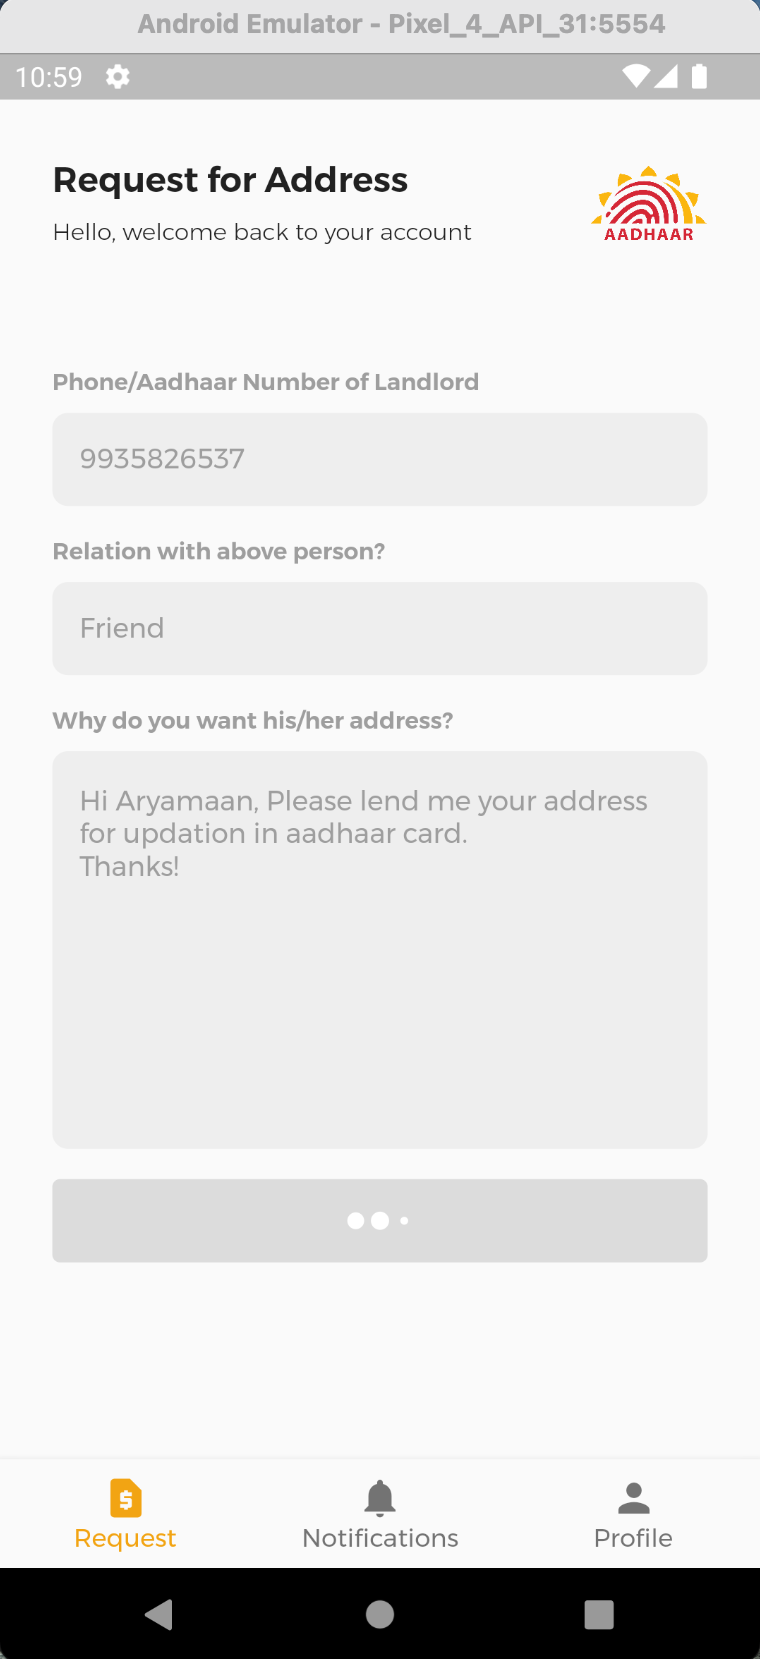 Android Emulator - Pixel_4_API_31:5554
10:59
Request for Address
Hello, welcome back to your account
AADHAAR
Phone/Aadhaar Number of Landlord
9935826537
Relation with above person?
Friend
Why do you want his/her address?
Hi Aryamaan, Please lend me your address
for updation in aadhaar card.
Thanks!
Request
Notifications
Profile